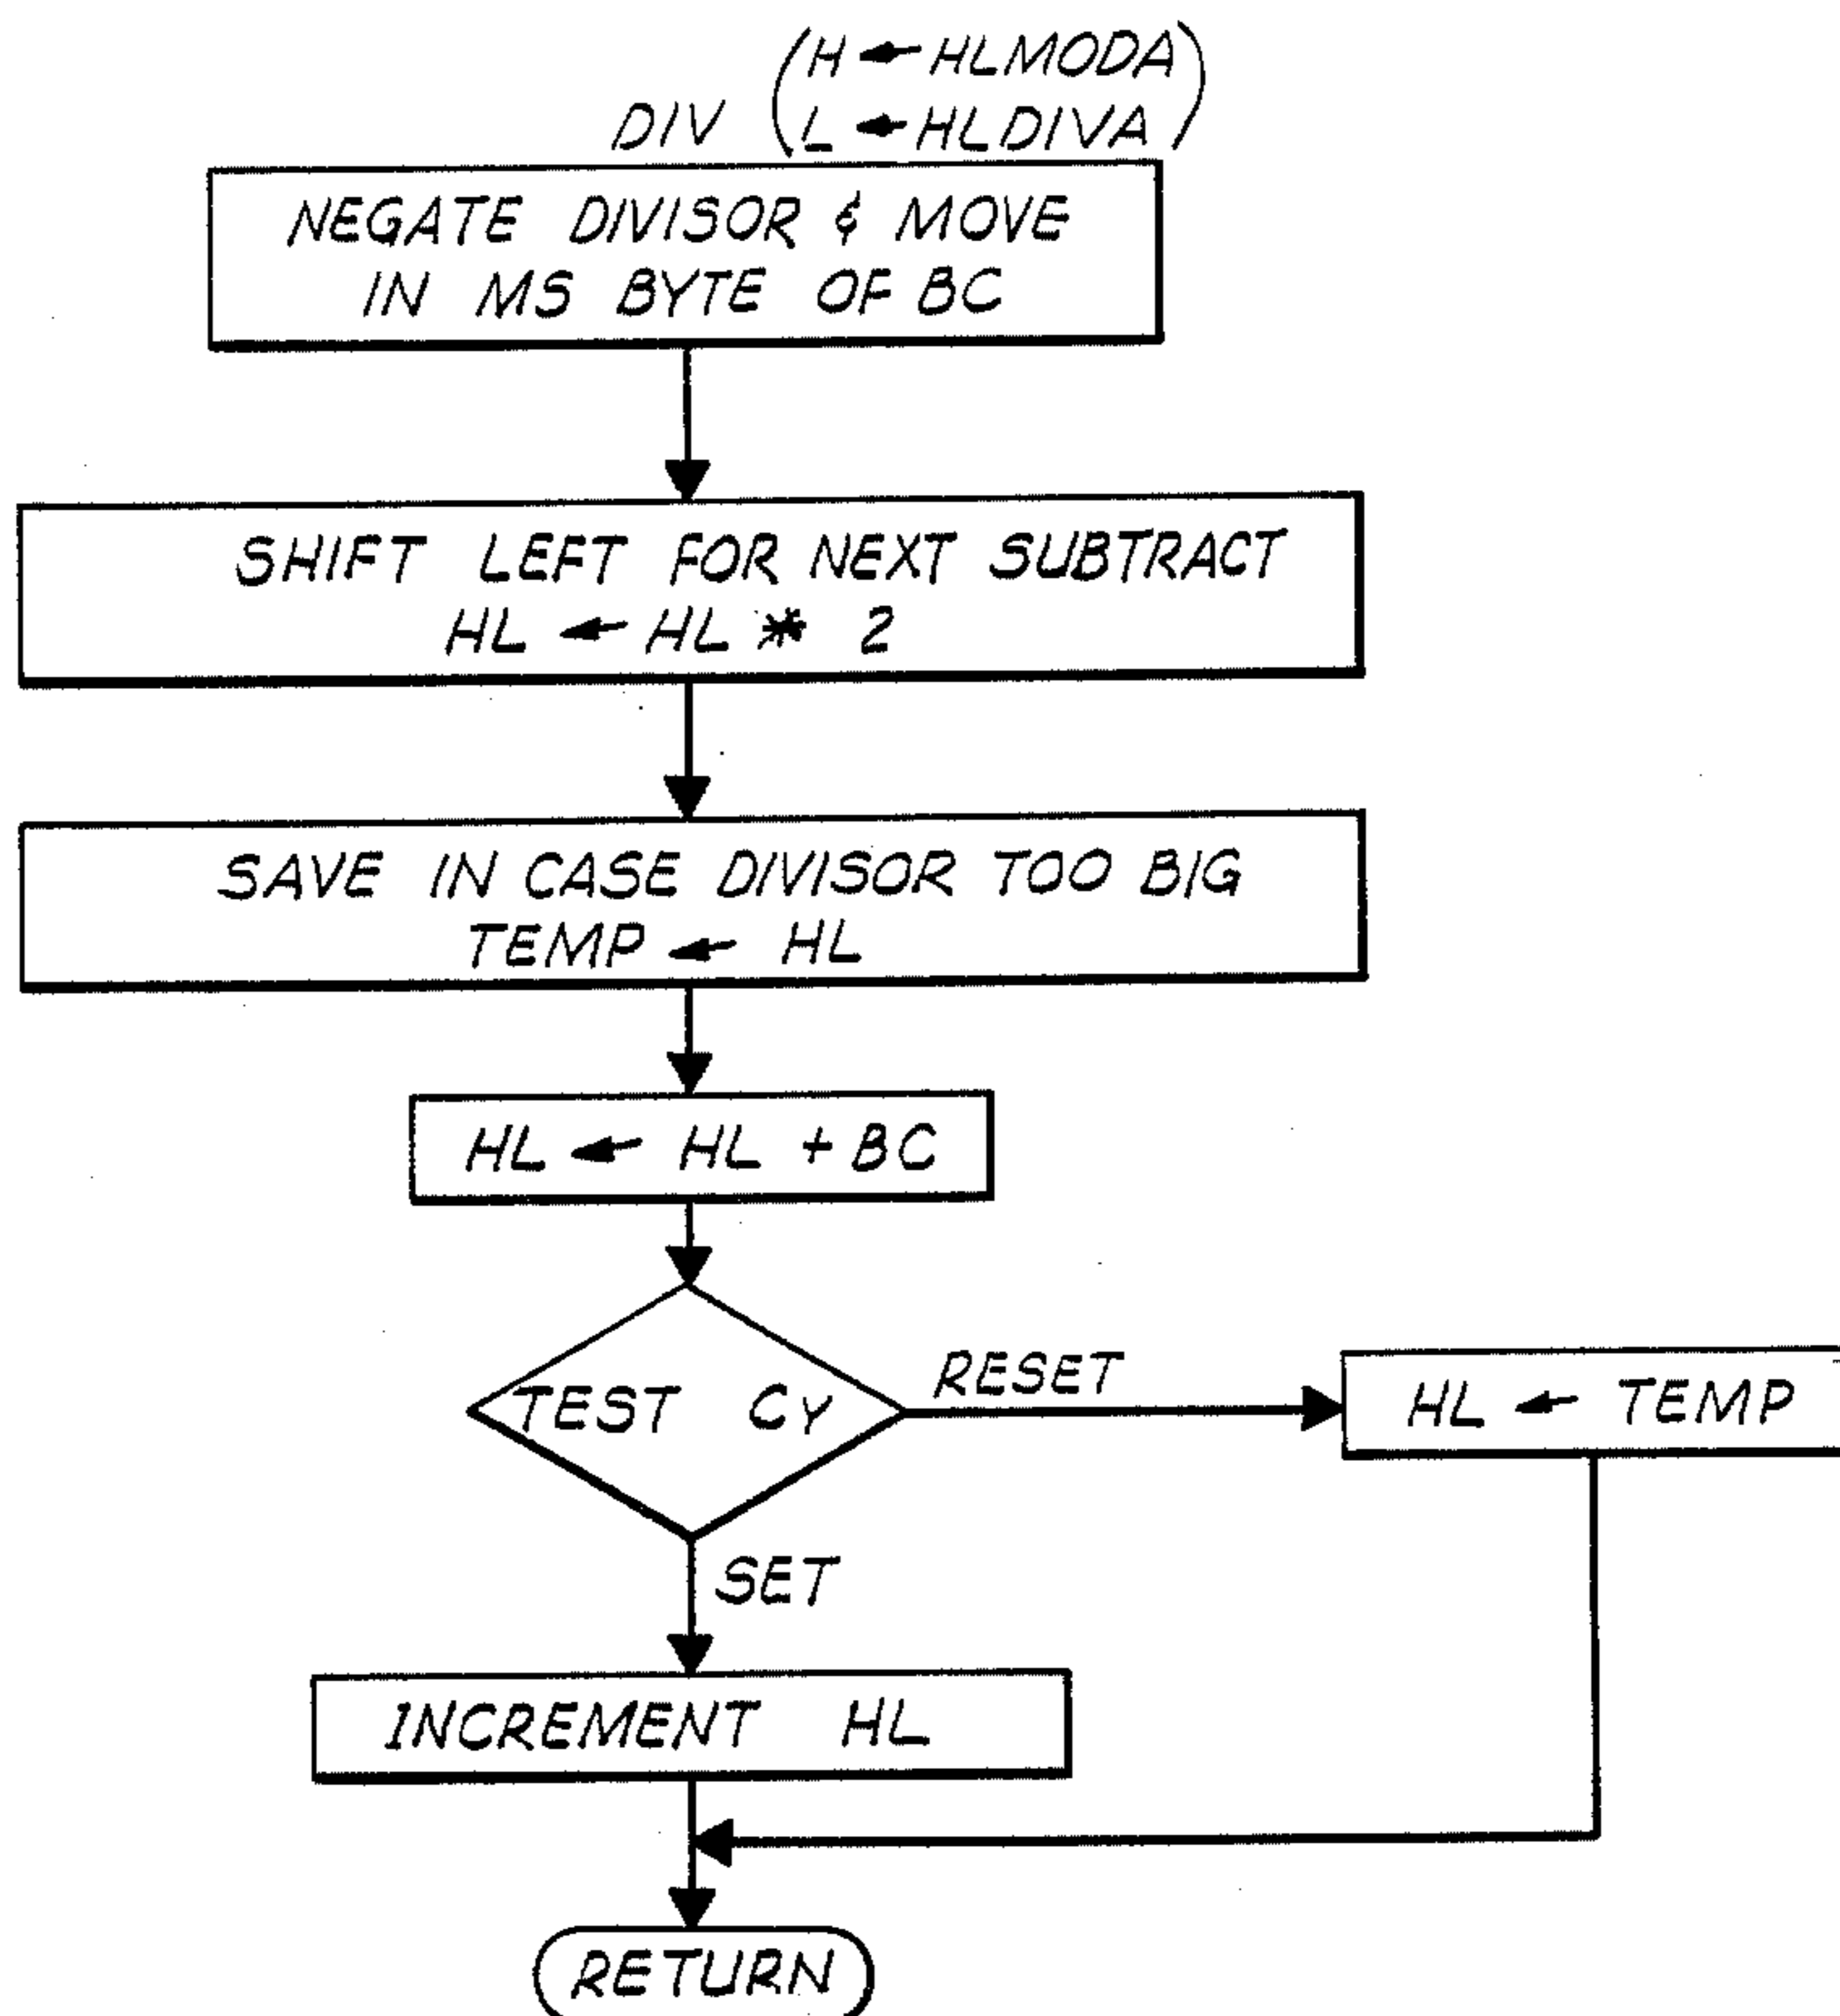 (H ← HLMODA)
DIV (L ← HLDIVA)
NEGATE DIVISOR & MOVE
IN MS BYTE OF BC
SHIFT LEFT FOR NEXT SUBTRACT
HL ← HL * 2
SAVE IN CASE DIVISOR TOO BIG
TEMP ← HL
HL ← HL + BC
TEST CY
RESET
HL ← TEMP
SET
INCREMENT HL
RETURN